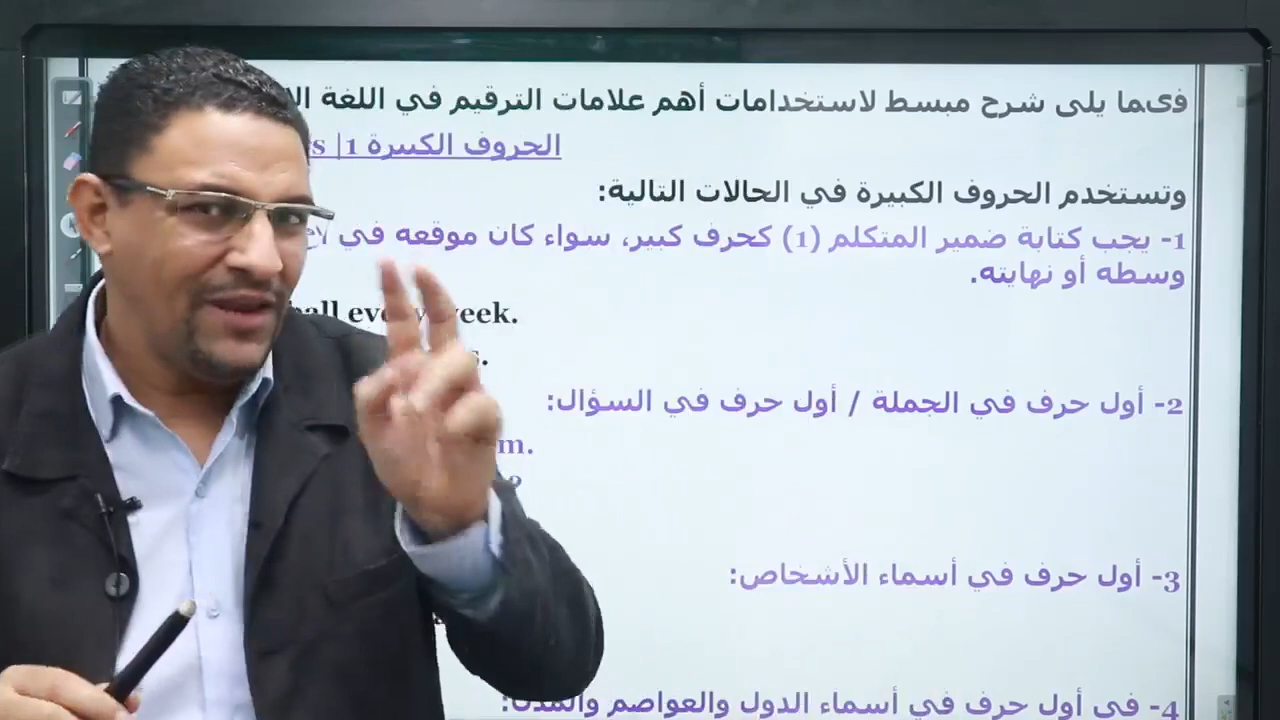 فيما يلى شرح مبسط لاستخدامات أهم علامات الترقيم في اللغة
الحروف الكبيرة 1|
وتستخدم الحروف الكبيرة في الحالات التالية:
1- يجب كتابة ضمير المتكلم (1) كحرف كبير، سواء كان موقعه في
وسطه أو نهايته.
every week.
2- أول حرف في الجملة / أول حرف في السؤال:
3- أول حرف في أسماء الأشخاص:
4- في أول حرف في أسماء الدول والعواصم والمدن: